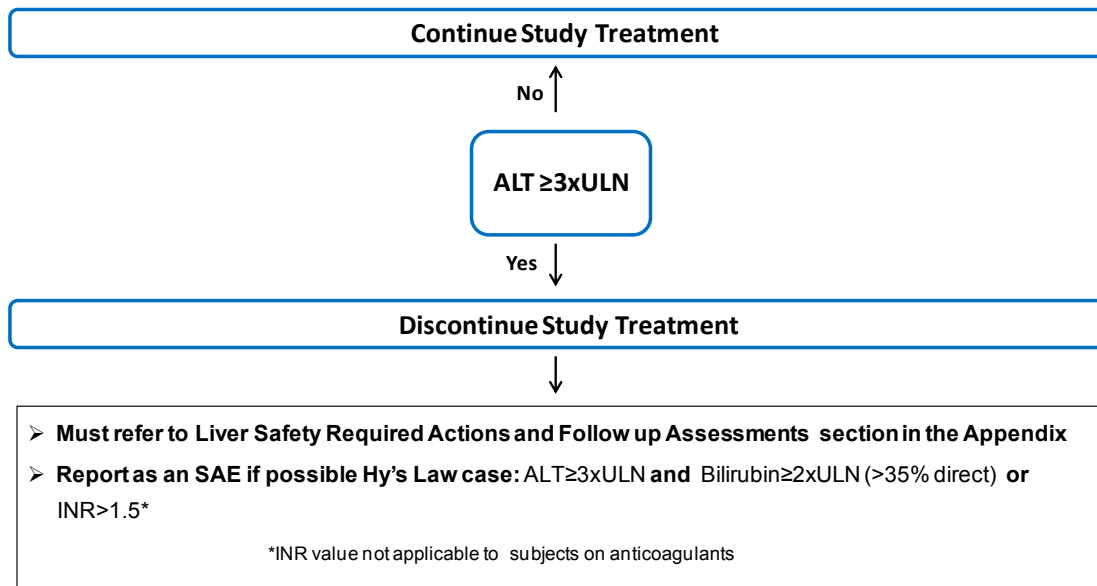 Continue Study Treatment
No
ALT ≥3xULN
Yes
Discontinue Study Treatment
➢ Must refer to Liver Safety Required Actions and Follow up Assessments section in the Appendix
➢ Report as an SAE if possible Hy's Law case: ALT≥3xULN and Bilirubin≥2xULN (>35% direct) or
INR>1.5*
*INR value not applicable to subjects on anticoagulants